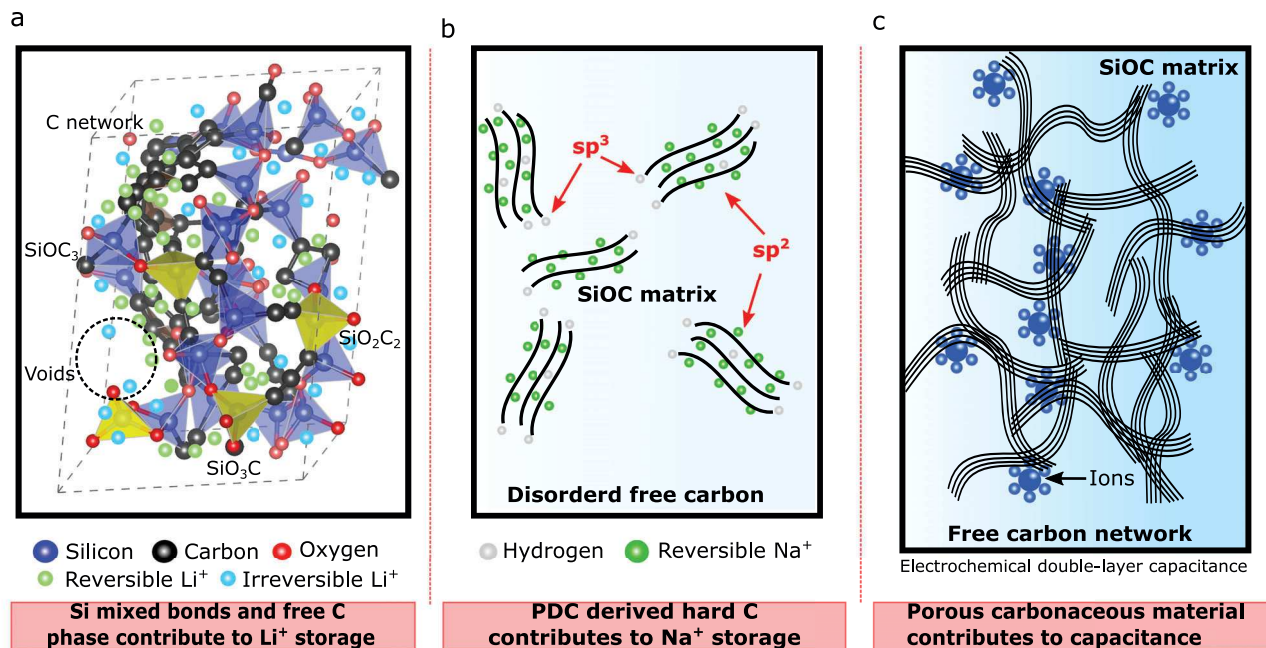 a
C network
SiOC₃
SiO₂C₂
Voids
SiO₃C
Silicon
Carbon
Oxygen
Reversible Li⁺
Irreversible Li⁺
Si mixed bonds and free C
phase contribute to Li⁺ storage
b
sp³
sp²
SiOC matrix
Disorderd free carbon
Hydrogen
Reversible Na⁺
PDC derived hard C
contributes to Na⁺ storage
c
SiOC matrix
Ions
Free carbon network
Electrochemical double-layer capacitance
Porous carbonaceous material
contributes to capacitance